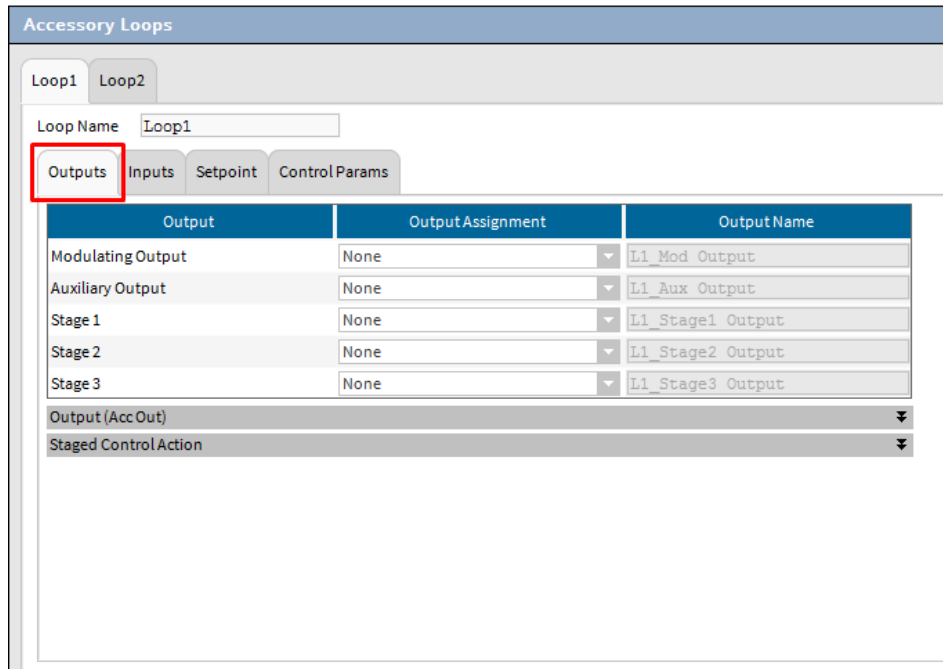 Accessory Loops
Loop1 Loop2
Loop Name Loop1
Outputs Inputs Setpoint Control Params
Output Output Assignment Output Name
Modulating Output None L1_Mod Output
Auxiliary Output None L1_Aux Output
Stage 1 None L1_Stage1 Output
Stage 2 None L1_Stage2 Output
Stage 3 None L1_Stage3 Output
Output (Acc Out)
Staged Control Action